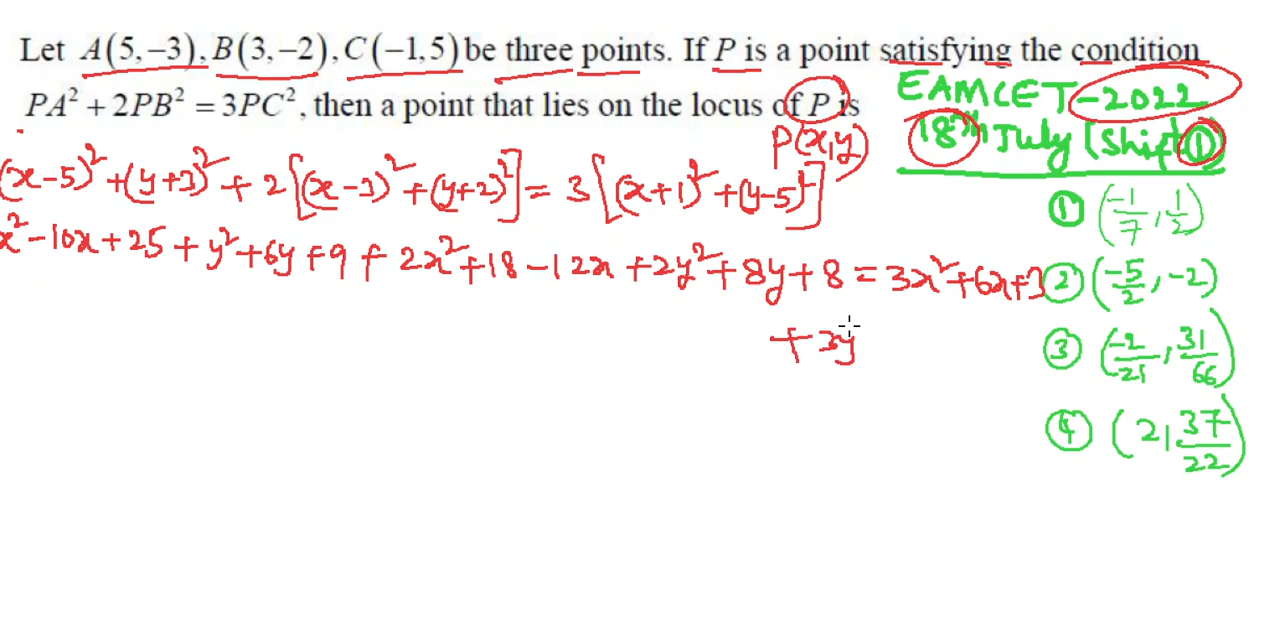 Let A(5,−3), B(3,−2), C(−1,5) be three points. If P is a point satisfying the condition
PA² + 2PB² = 3PC², then a point that lies on the locus of P is
EAMCET-2022
18th July (Shift ①
P(x,y)
(x-5)²+(y+3)²+2[(x-3)²+(y+2)²]=3[(x+1)²+(y-5)²]
x²-10x+25+y²+6y+9+2x²+18-12x+2y²+8y+8=3x²+6x+3
+3y
① (-1/7, 1/2)
② (-5/2, -2)
③ (-2/21, 31/66)
④ (2, 37/22)